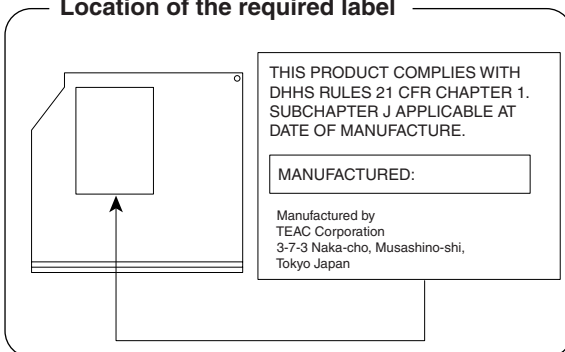 Location of the required label
THIS PRODUCT COMPLIES WITH
DHHS RULES 21 CFR CHAPTER 1.
SUBCHAPTER J APPLICABLE AT
DATE OF MANUFACTURE.
MANUFACTURED:
Manufactured by
TEAC Corporation
3-7-3 Naka-cho, Musashino-shi,
Tokyo Japan